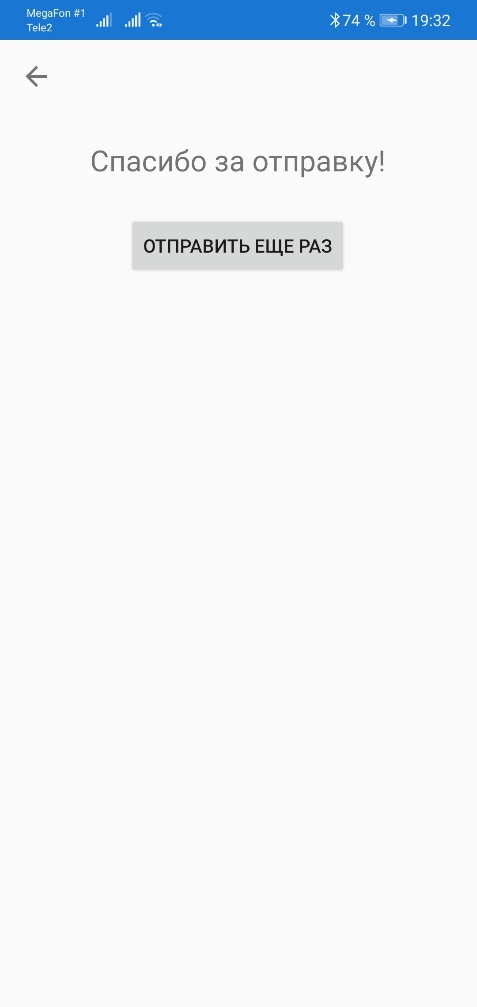 MegaFon #1
Tele2
74 % 19:32
Спасибо за отправку!
ОТПРАВИТЬ ЕЩЕ РАЗ